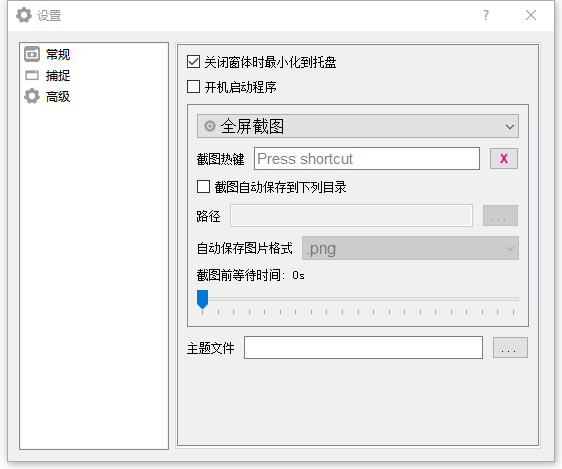 设置
?
常规
捕捉
高级
关闭窗体时最小化到托盘
开机启动程序
全屏截图
截图热键 Press shortcut X
截图自动保存到下列目录
路径 ...
自动保存图片格式 .png
截图前等待时间: 0s
主题文件 ...